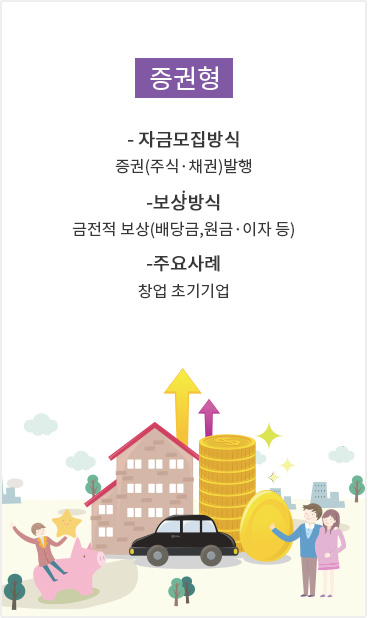 증권형
- 자금모집방식
증권(주식·채권)발행
-보상방식
금전적 보상(배당금,원금·이자 등)
-주요사례
창업 초기기업